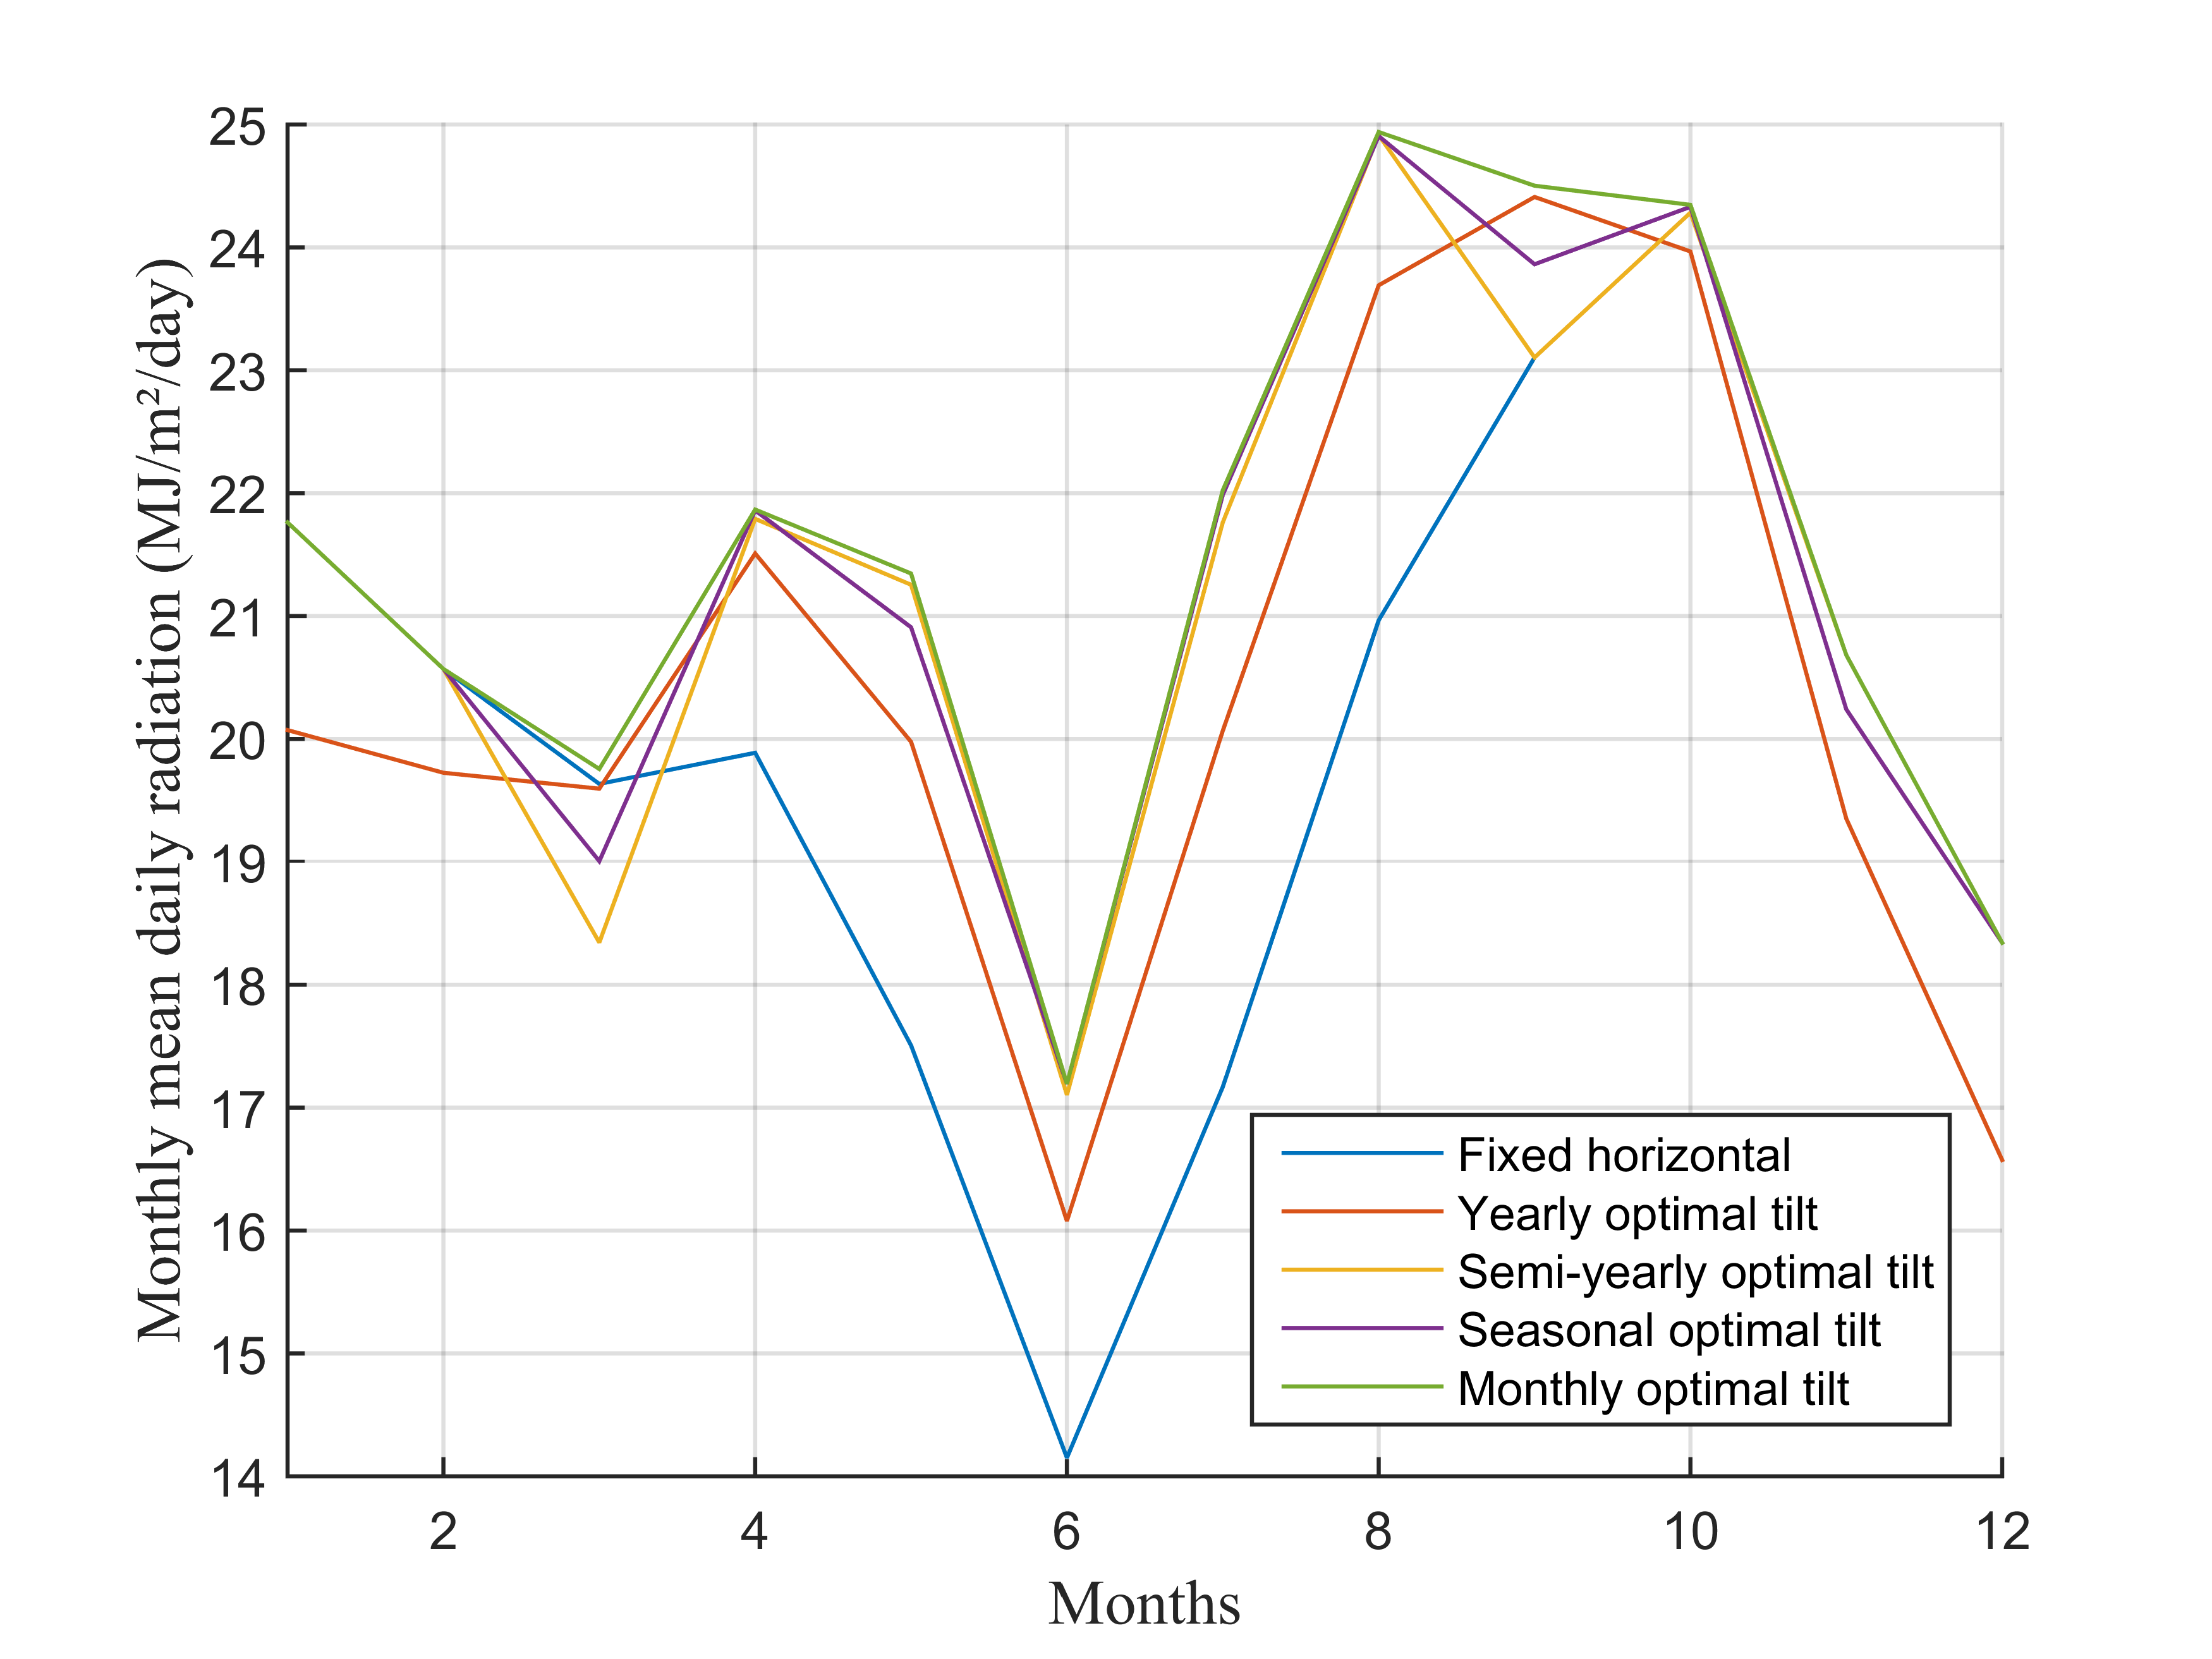 Monthly mean daily radiation (MJ/m²/day)
25
24
23
22
21
20
19
18
17
16
15
14
2 4 6 8 10 12
Months
Fixed horizontal
Yearly optimal tilt
Semi-yearly optimal tilt
Seasonal optimal tilt
Monthly optimal tilt